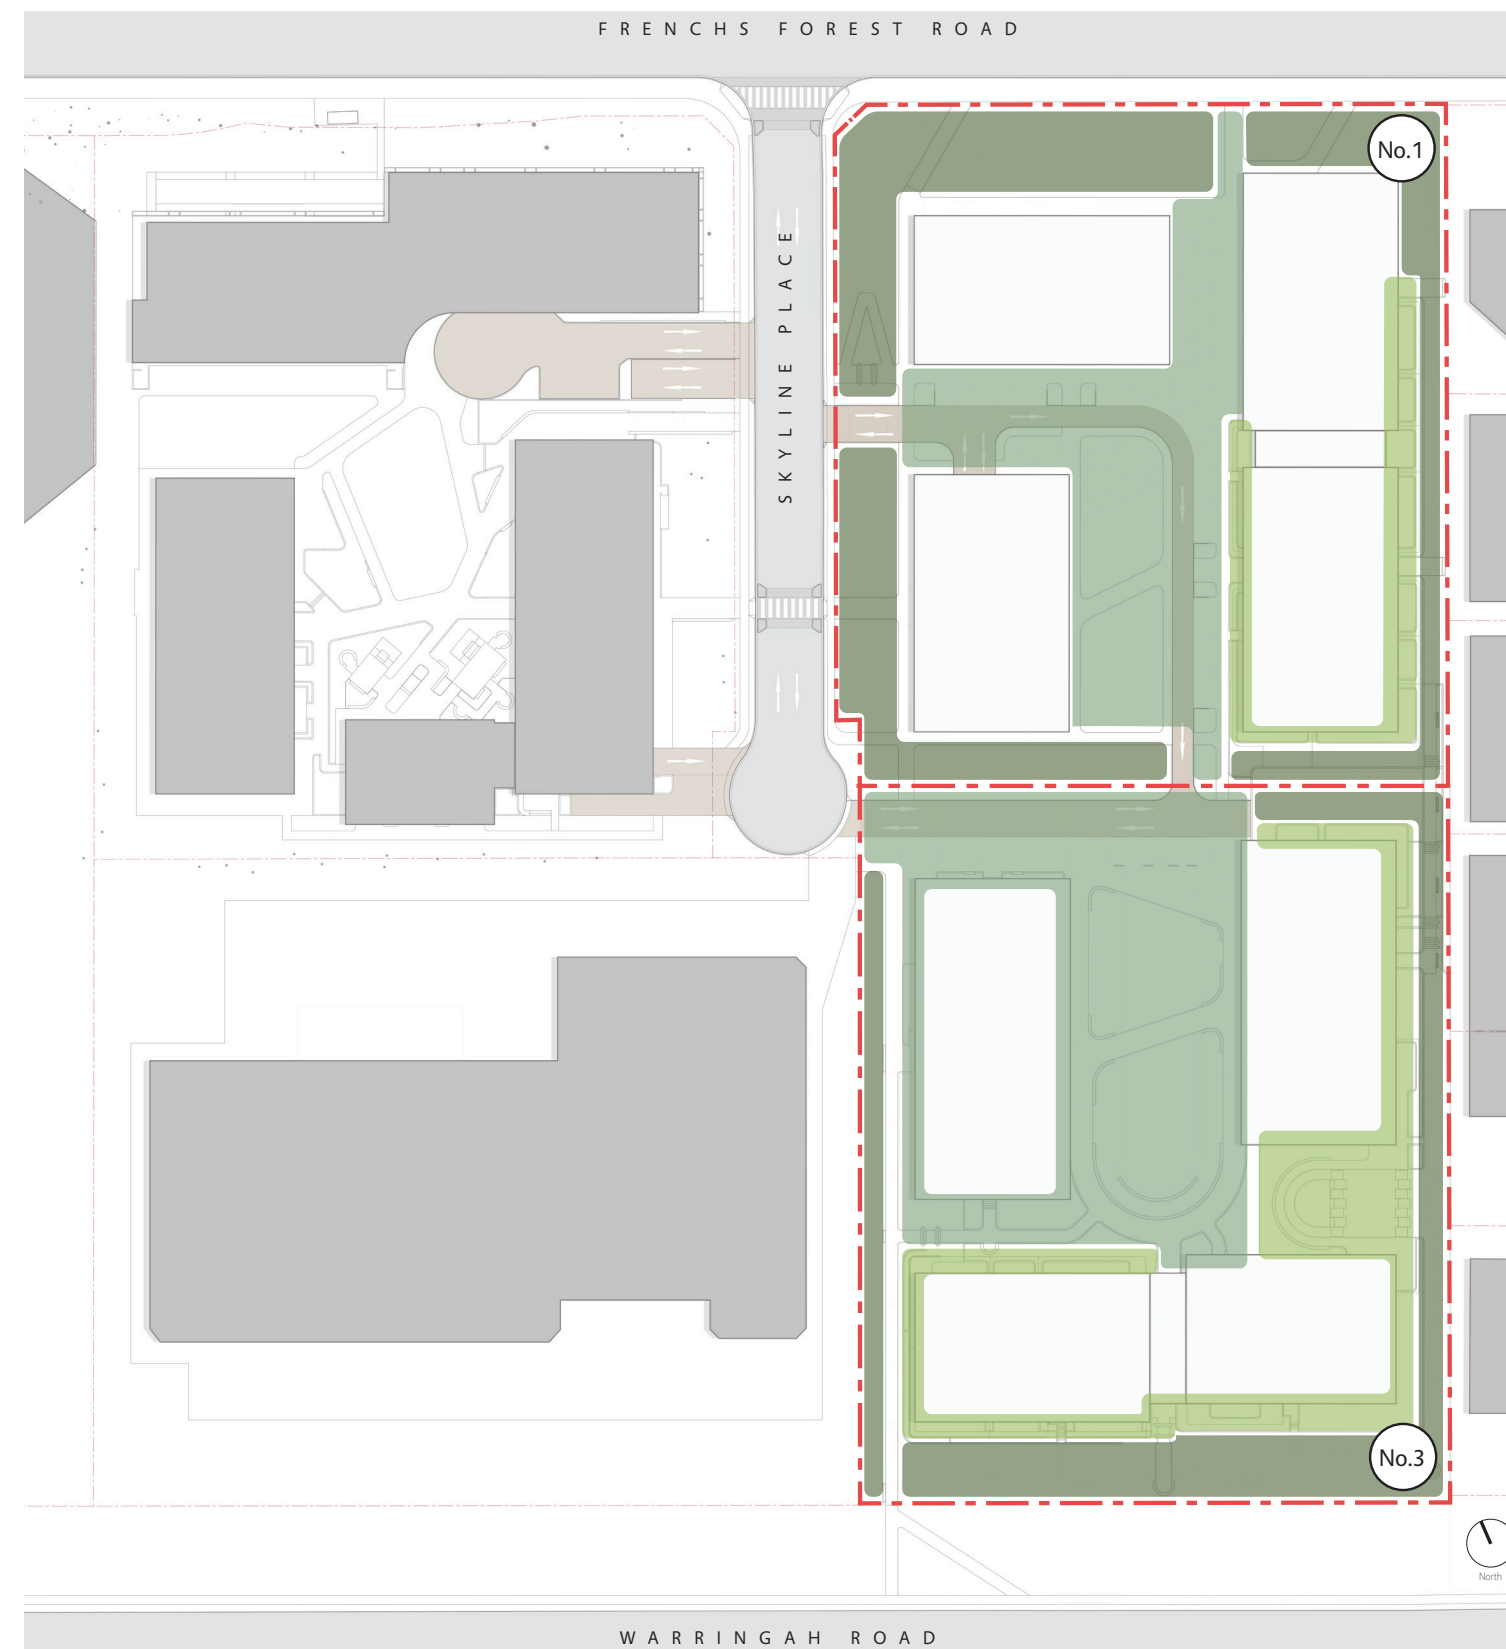 FRENCHS FOREST ROAD
No.1
SKYLINE PLACE
No.3
North
WARRINGAH ROAD